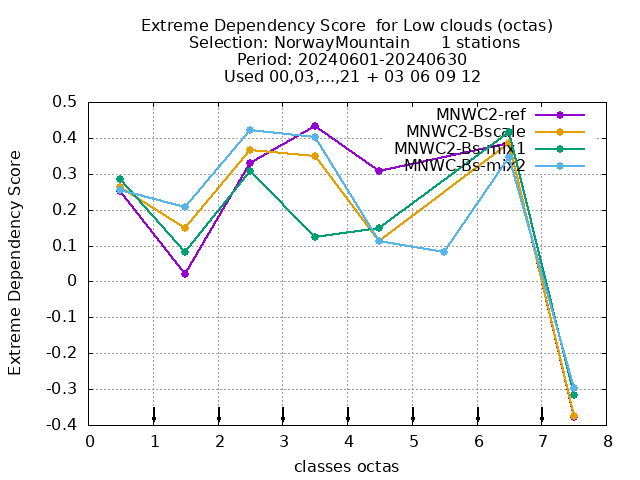 Extreme Dependency Score  for Low clouds (octas)
Selection: NorwayMountain      1 stations
Period: 20240601-20240630
Used 00,03,...,21 + 03 06 09 12
MNWC2-ref
MNWC2-Bscale
MNWC2-Bs-mix1
MNWC-Bs-mix2
Extreme Dependency Score
0.5
0.4
0.3
0.2
0.1
0
-0.1
-0.2
-0.3
-0.4
0 1 2 3 4 5 6 7 8
classes octas